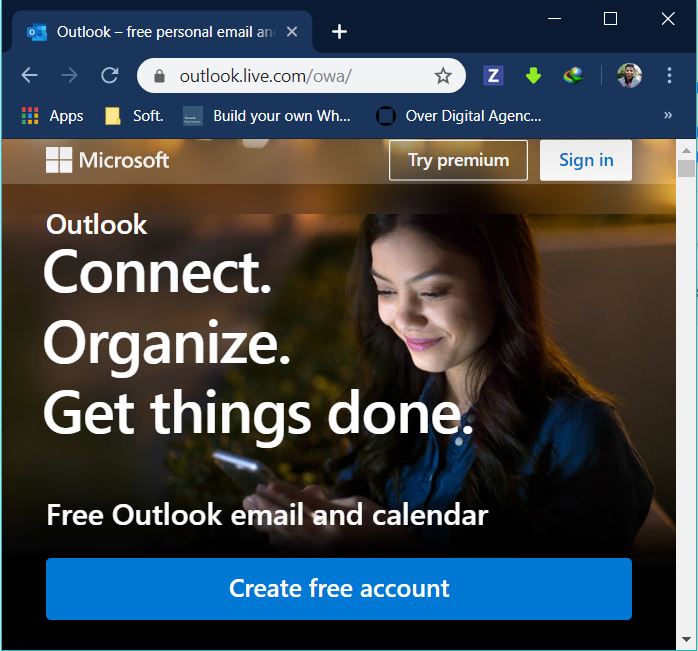 Outlook – free personal email an
outlook.live.com/owa/
Z
Apps
Soft.
Build your own Wh...
Over Digital Agenc...
»
Microsoft
Try premium
Sign in
Outlook
Connect.
Organize.
Get things done.
Free Outlook email and calendar
Create free account